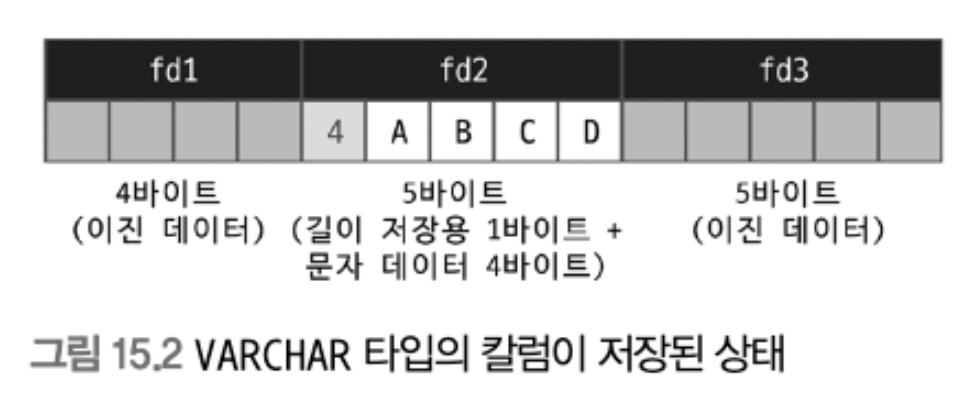 fd1 fd2 fd3
4 A B C D
4바이트 5바이트 5바이트
(이진 데이터) (길이 저장용 1바이트 + (이진 데이터)
문자 데이터 4바이트)
그림 15.2 VARCHAR 타입의 칼럼이 저장된 상태